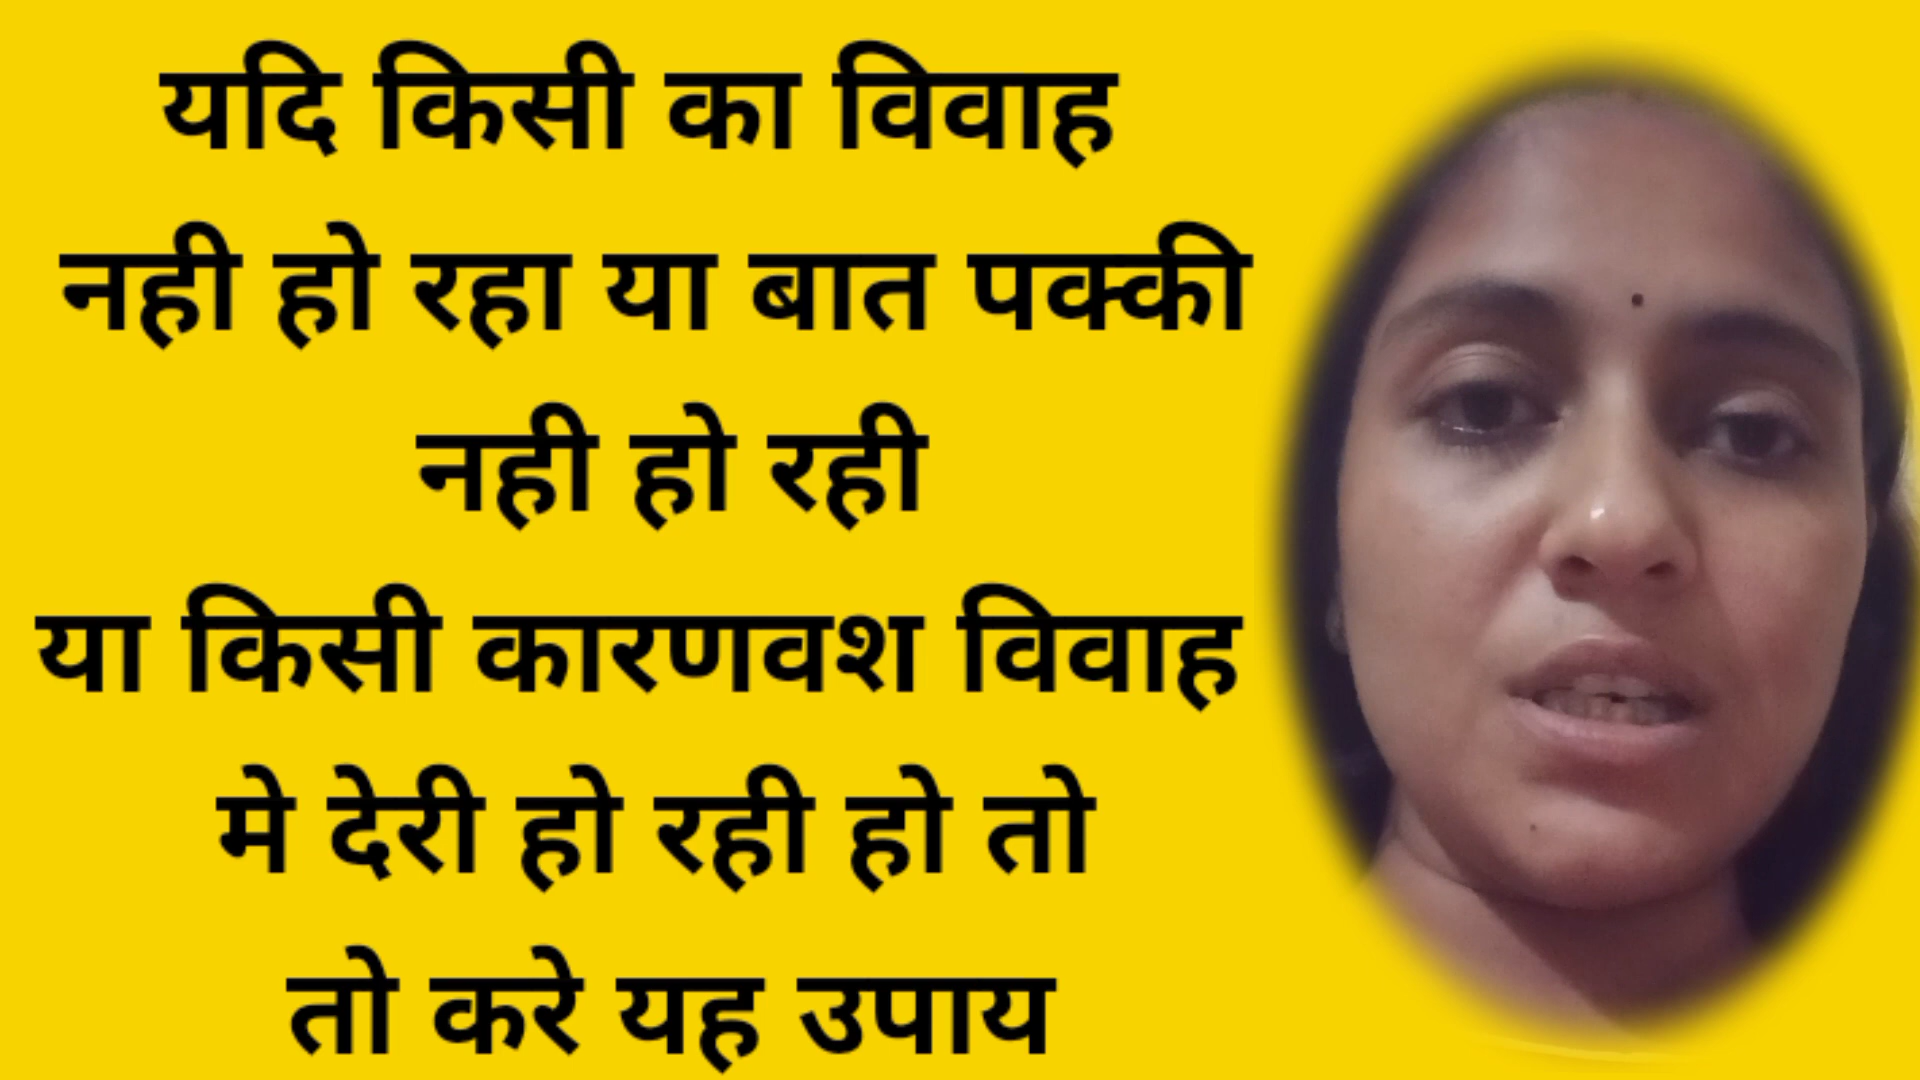 यदि किसी का विवाह
नही हो रहा या बात पक्की
नही हो रही
या किसी कारणवश विवाह
मे देरी हो रही हो तो
तो करे यह उपाय